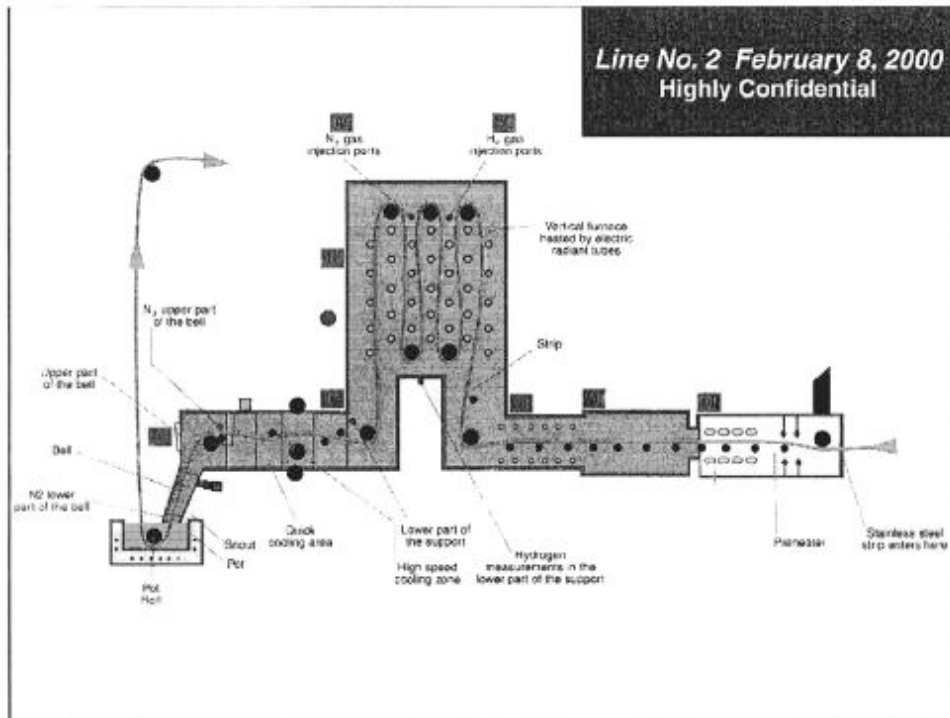 Line No. 2 February 8, 2000
Highly Confidential
N₂ gas
injection ports
H₂ gas
injection ports
Vertical furnace
heated by electric
radiant tubes
N₂ upper part
of the bell
Strip
Upper part
of the bell
Bell
N2 lower
part of the bell
Snout
Pot
Quick
cooling area
Lower part of
the support
High speed
cooling zone
Hydrogen
measurements in the
lower part of the support
Preheater
Stainless steel
strip enters here
Pot
Roll